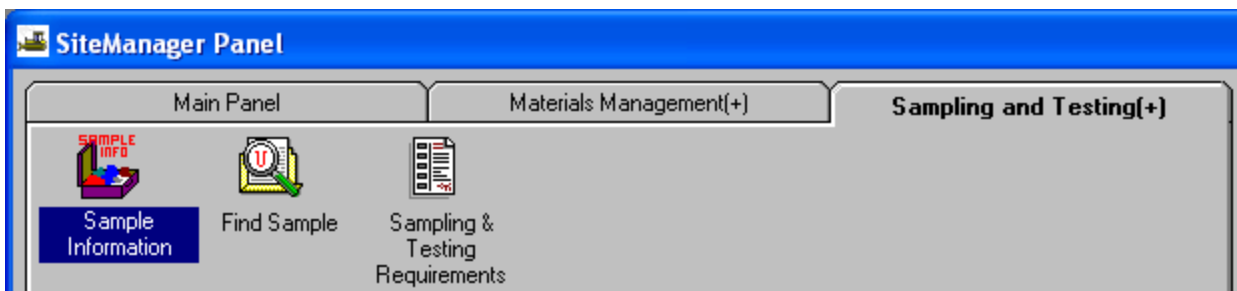 SiteManager Panel
Main Panel
Materials Management(+)
Sampling and Testing(+)
SAMPLE
INFO
U
Sample
Information
Find Sample
Sampling &
Testing
Requirements